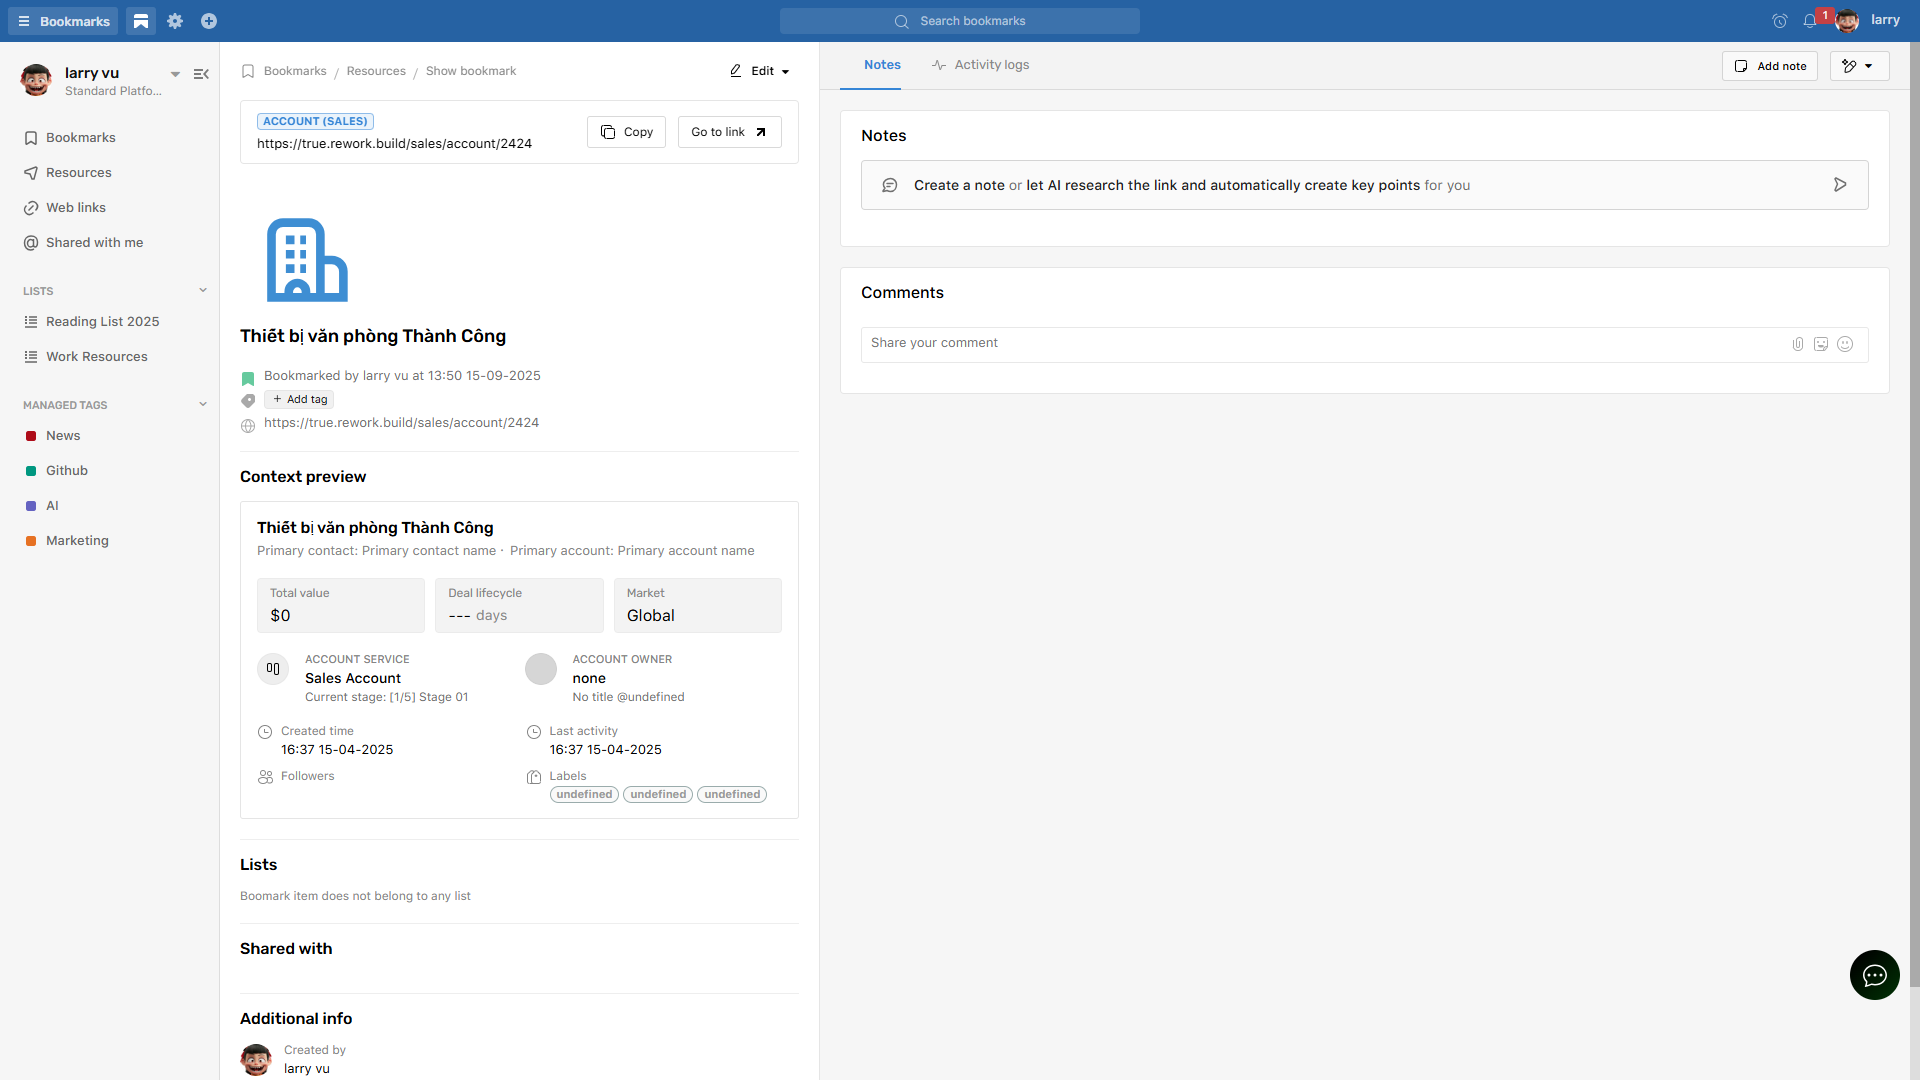 Bookmarks
Search bookmarks
1
larry
larry vu
Standard Platfo...
Bookmarks
Resources
Web links
Shared with me
LISTS
Reading List 2025
Work Resources
MANAGED TAGS
News
Github
AI
Marketing
Bookmarks / Resources / Show bookmark
Edit
ACCOUNT (SALES)
https://true.rework.build/sales/account/2424
Copy
Go to link
Thiết bị văn phòng Thành Công
Bookmarked by larry vu at 13:50 15-09-2025
+ Add tag
https://true.rework.build/sales/account/2424
Context preview
Thiết bị văn phòng Thành Công
Primary contact: Primary contact name · Primary account: Primary account name
Total value
$0
Deal lifecycle
--- days
Market
Global
ACCOUNT SERVICE
Sales Account
Current stage: [1/5] Stage 01
ACCOUNT OWNER
none
No title @undefined
Created time
16:37 15-04-2025
Last activity
16:37 15-04-2025
Followers
Labels
undefined undefined undefined
Lists
Boomark item does not belong to any list
Shared with
Additional info
Created by
larry vu
Notes
Activity logs
Add note
Notes
Create a note or let AI research the link and automatically create key points for you
Comments
Share your comment